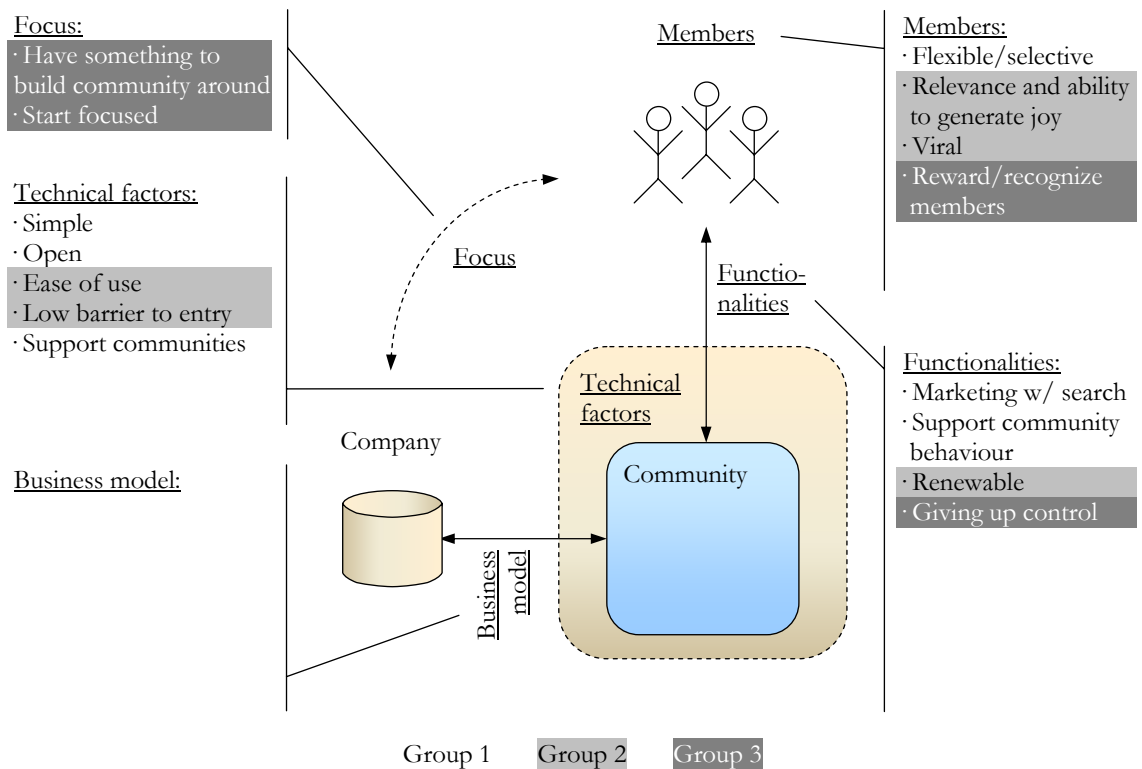 Focus:
· Have something to
build community around
· Start focused
Technical factors:
· Simple
· Open
· Ease of use
· Low barrier to entry
· Support communities
Business model:
Members
Focus
Functio-
nalities
Technical
factors
Company
Community
Business
model
Members:
· Flexible/selective
· Relevance and ability
to generate joy
· Viral
· Reward/recognize
members
Functionalities:
· Marketing w/ search
· Support community
behaviour
· Renewable
· Giving up control
Group 1 Group 2 Group 3